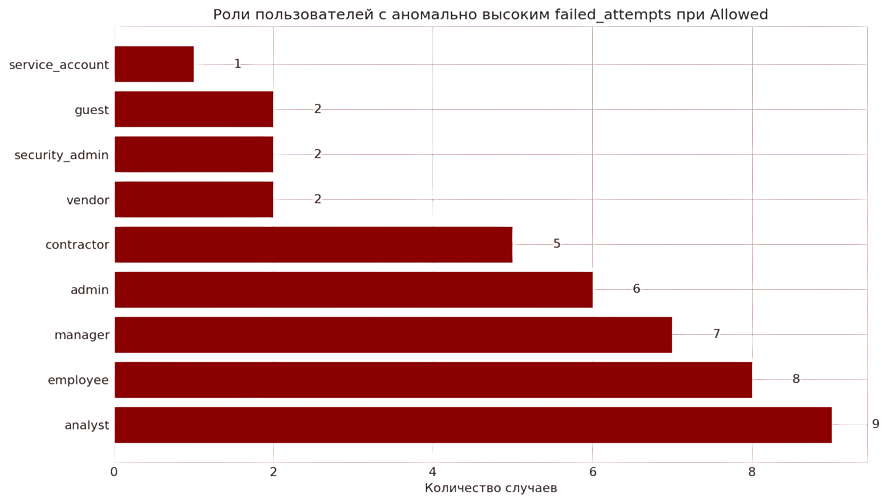 Роли пользователей с аномально высоким failed_attempts при Allowed
service_account 1
guest 2
security_admin 2
vendor 2
contractor 5
admin 6
manager 7
employee 8
analyst 9
0 2 4 6 8
Количество случаев